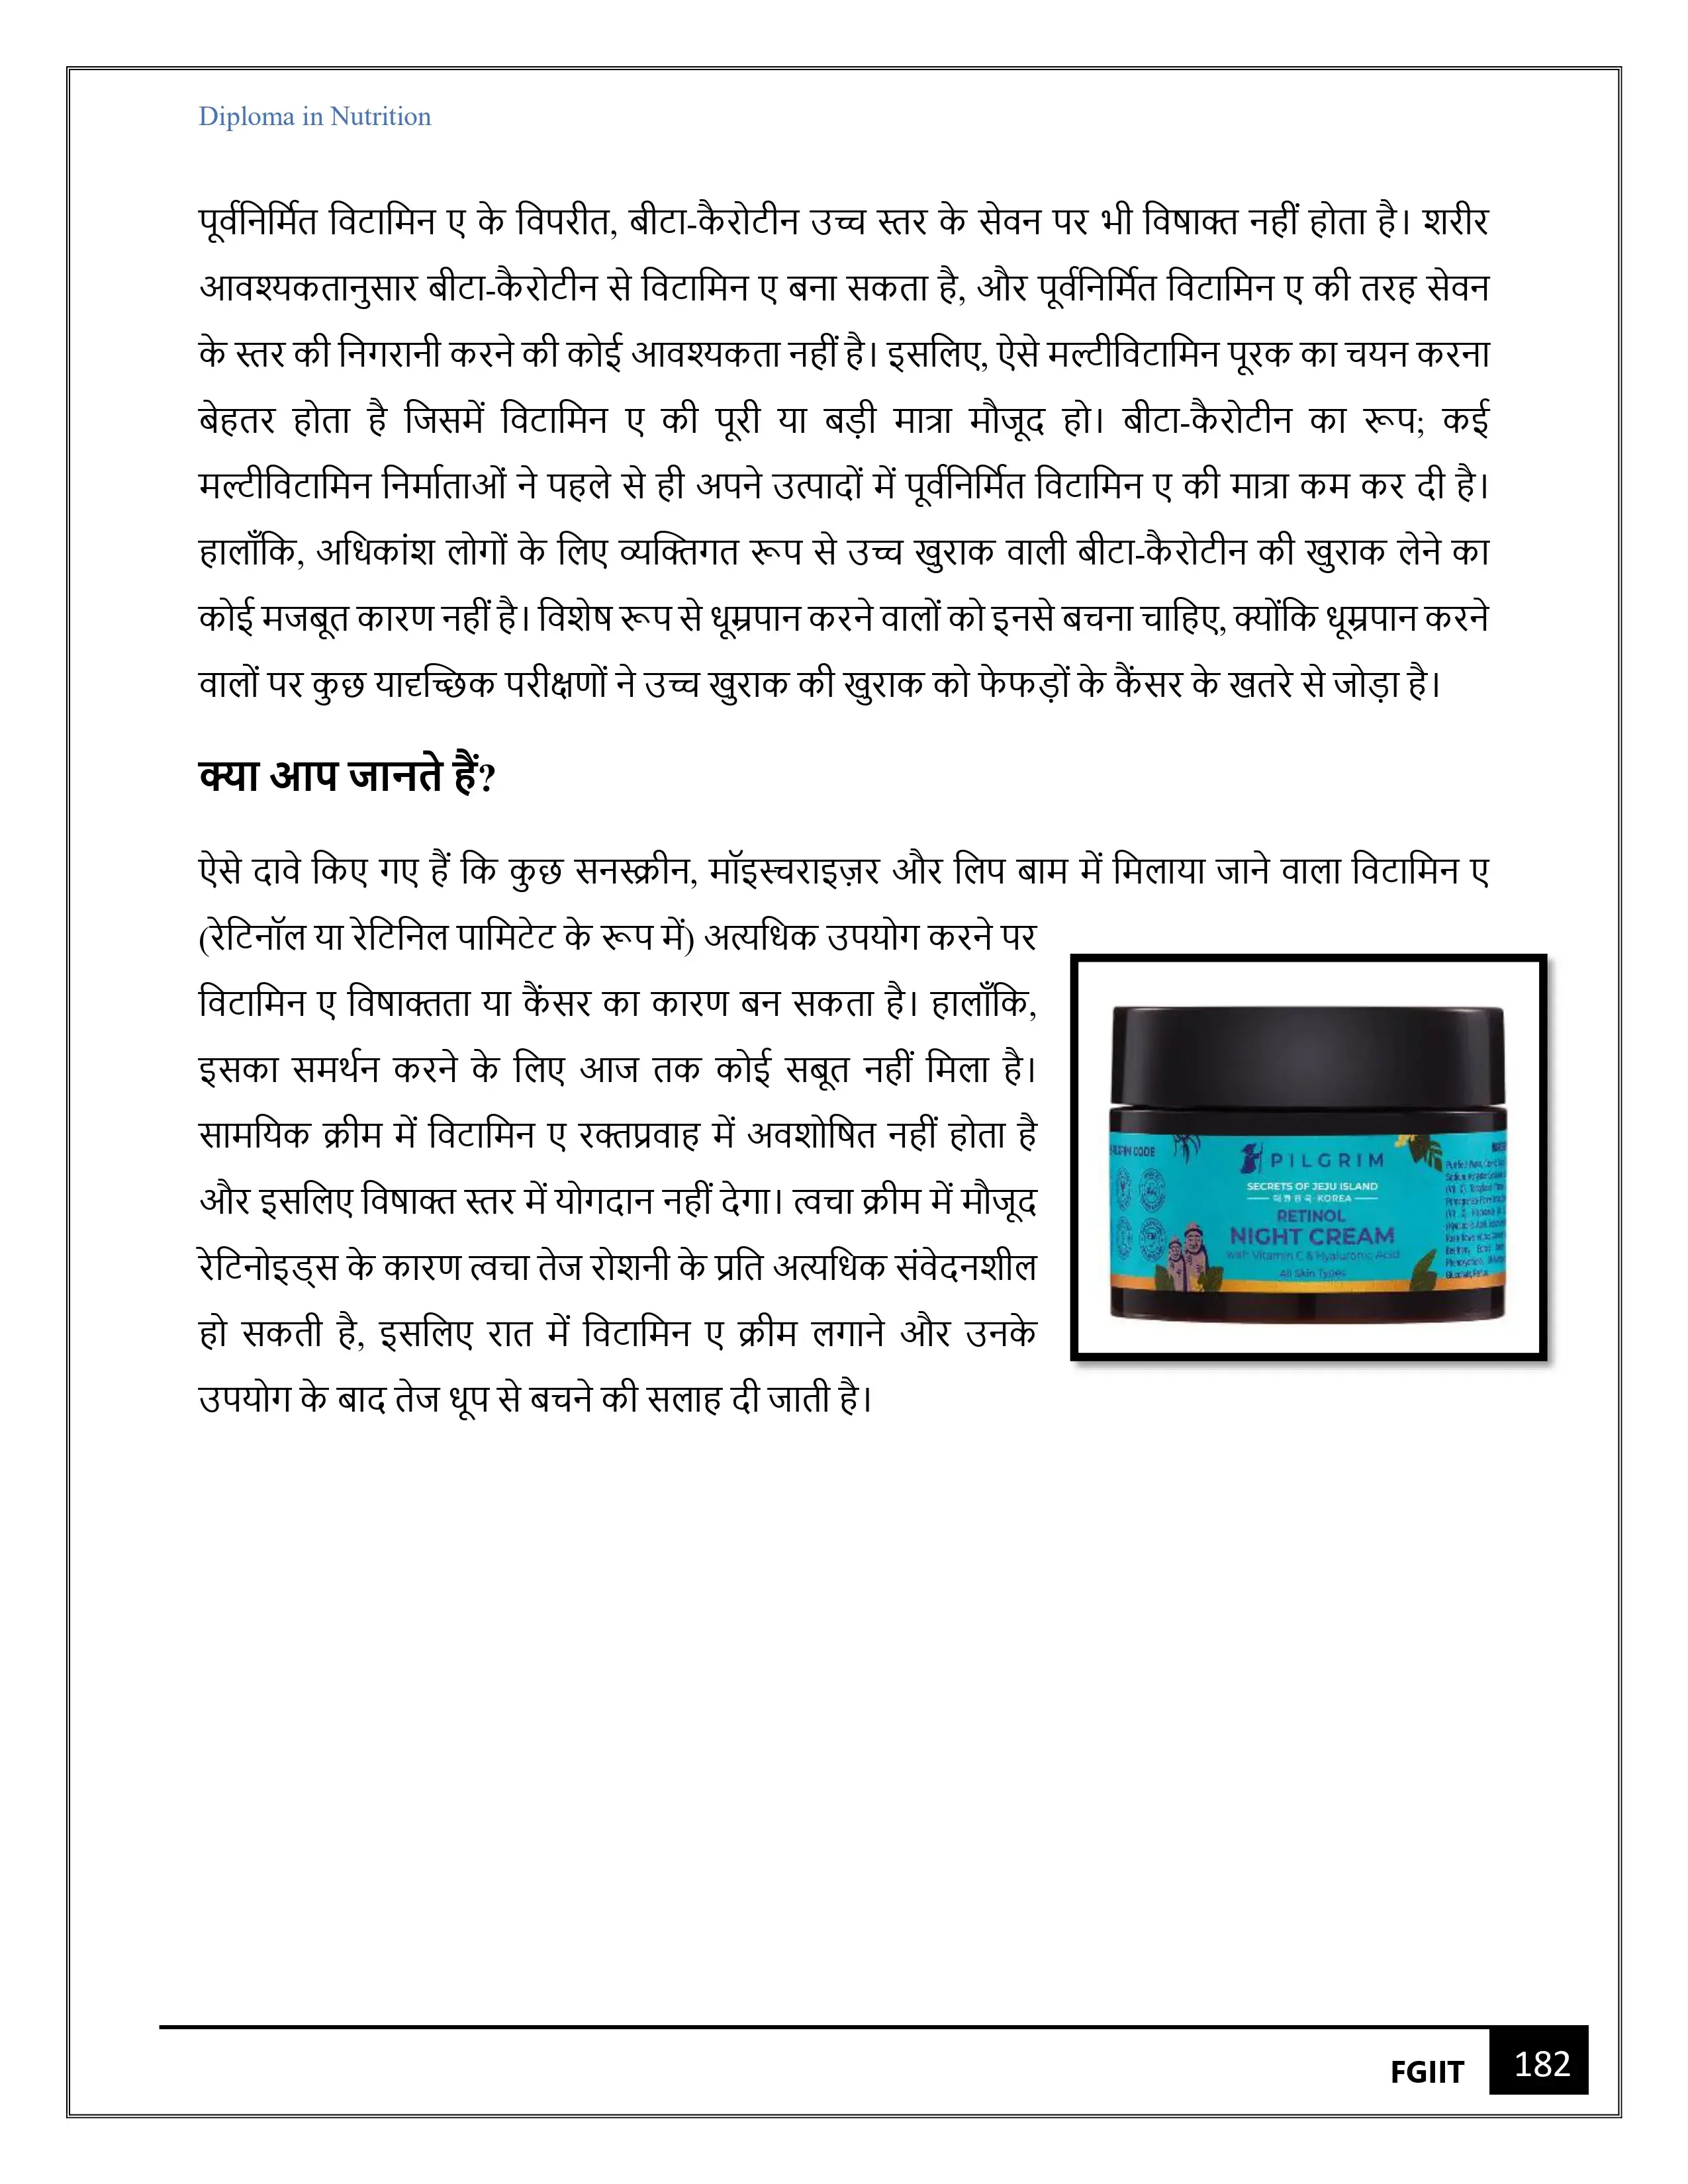 Diploma in Nutrition
पूर्वनिर्मित विटामिन ए के विपरीत, बीटा-कैरोटीन उच्च स्तर के सेवन पर भी विषाक्त नहीं होता है। शरीर
आवश्यकतानुसार बीटा-कैरोटीन से विटामिन ए बना सकता है, और पूर्वनिर्मित विटामिन ए की तरह सेवन
के स्तर की निगरानी करने की कोई आवश्यकता नहीं है। इसलिए, ऐसे मल्टीविटामिन पूरक का चयन करना
बेहतर होता है जिसमें विटामिन ए की पूरी या बड़ी मात्रा मौजूद हो। बीटा-कैरोटीन का रूप; कई
मल्टीविटामिन निर्माताओं ने पहले से ही अपने उत्पादों में पूर्वनिर्मित विटामिन ए की मात्रा कम कर दी है।
हालाँकि, अधिकांश लोगों के लिए व्यक्तिगत रूप से उच्च खुराक वाली बीटा-कैरोटीन की खुराक लेने का
कोई मजबूत कारण नहीं है। विशेष रूप से धूम्रपान करने वालों को इनसे बचना चाहिए, क्योंकि धूम्रपान करने
वालों पर कुछ यादृच्छिक परीक्षणों ने उच्च खुराक की खुराक को फेफड़ों के कैंसर के खतरे से जोड़ा है।
क्या आप जानते हैं?
ऐसे दावे किए गए हैं कि कुछ सनस्क्रीन, मॉइस्चराइज़र और लिप बाम में मिलाया जाने वाला विटामिन ए
(रेटिनॉल या रेटिनिल पामिटेट के रूप में) अत्यधिक उपयोग करने पर
विटामिन ए विषाक्तता या कैंसर का कारण बन सकता है। हालाँकि,
इसका समर्थन करने के लिए आज तक कोई सबूत नहीं मिला है।
सामयिक क्रीम में विटामिन ए रक्तप्रवाह में अवशोषित नहीं होता है
और इसलिए विषाक्त स्तर में योगदान नहीं देगा। त्वचा क्रीम में मौजूद
रेटिनोइड्स के कारण त्वचा तेज रोशनी के प्रति अत्यधिक संवेदनशील
हो सकती है, इसलिए रात में विटामिन ए क्रीम लगाने और उनके
उपयोग के बाद तेज धूप से बचने की सलाह दी जाती है।
PILGRIM
SECRETS OF JEJU ISLAND
KOREA
RETINOL
NIGHT CREAM
with Vitamin C & Hyaluronic Acid
All Skin Types
CODE
FGIIT
182